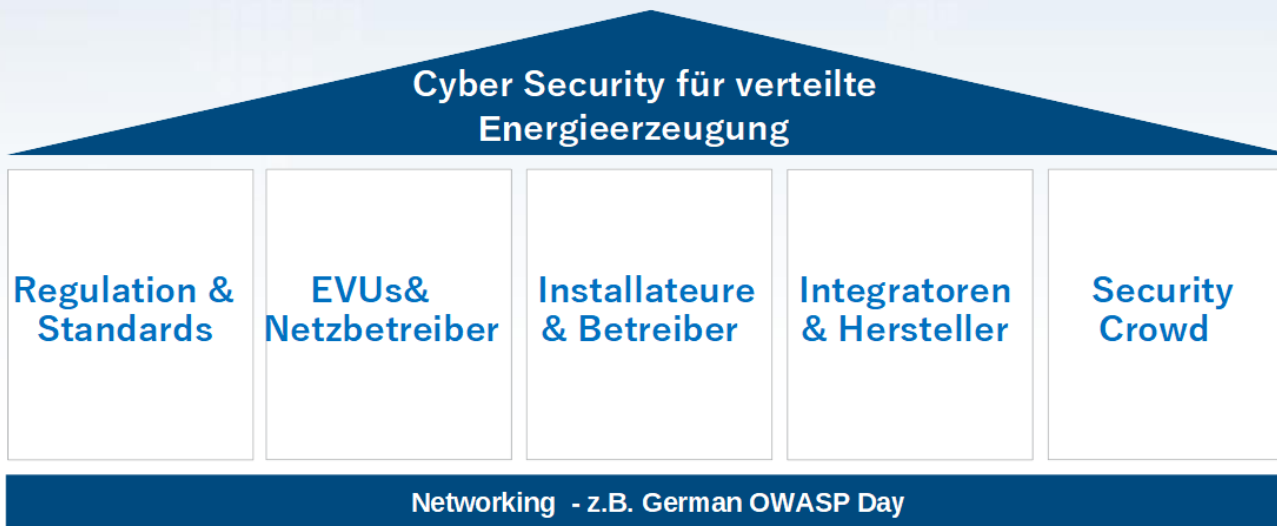 Cyber Security für verteilte
Energieerzeugung
Regulation &
Standards
EVUs&
Netzbetreiber
Installateure
& Betreiber
Integratoren
& Hersteller
Security
Crowd
Networking - z.B. German OWASP Day